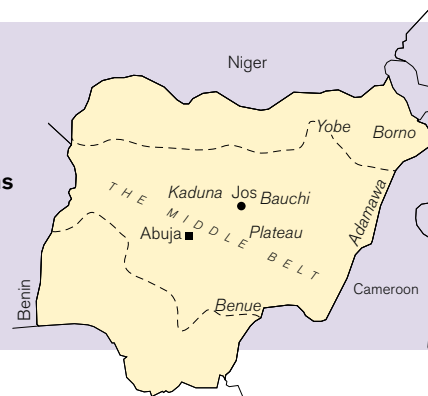 Niger
Yobe
Borno
Kaduna
Jos
Bauchi
THE MIDDLE BELT
Adamawa
Abuja
Plateau
Benin
Benue
Cameroon